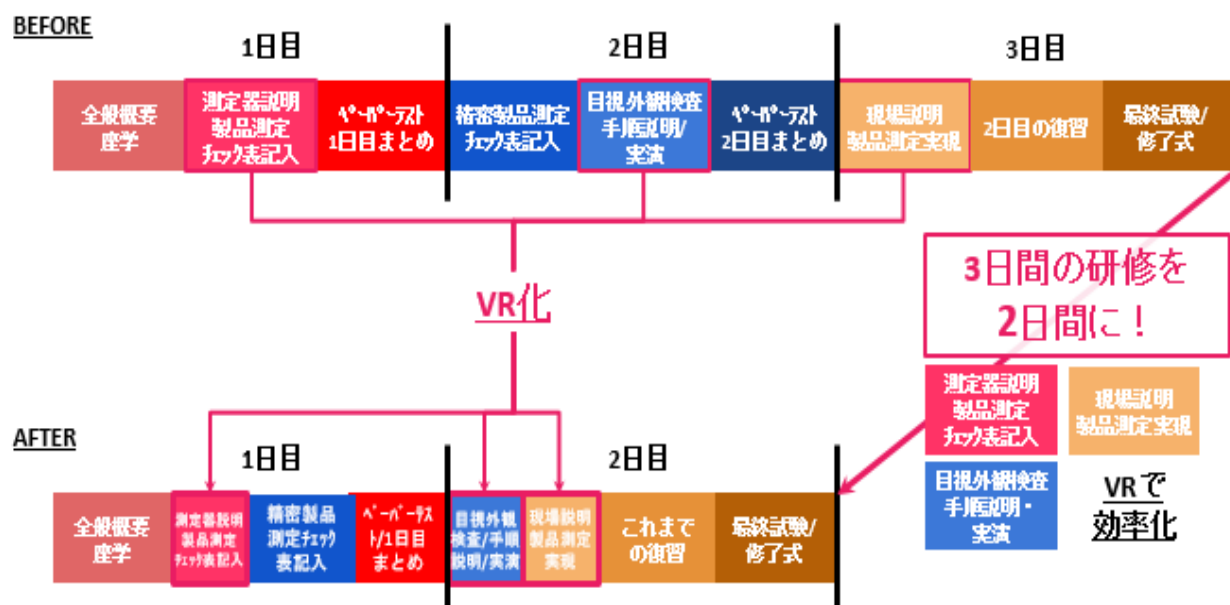 BEFORE
1日目
2日目
3日目
全般概要
座学
測定器説明
製品測定
チェック表記入
ペーパーテスト
1日目まとめ
精密製品測定
チェック表記入
目視外観検査
手順説明/
実演
ペーパーテスト
2日目まとめ
現場説明
製品測定実現
2日目の復習
最終試験/
修了式
VR化
3日間の研修を
2日間に！
測定器説明
製品測定
チェック表記入
現場説明
製品測定実現
目視外観検査
手順説明・
実演
VRで
効率化
AFTER
1日目
2日目
全般概要
座学
測定器説明
製品測定
チェック表記入
精密製品
測定チェック
表記入
ペーパーテス
ト/1日目
まとめ
目視外観
検査/手順
説明/実演
現場説明
製品測定
実現
これまで
の復習
最終試験/
修了式